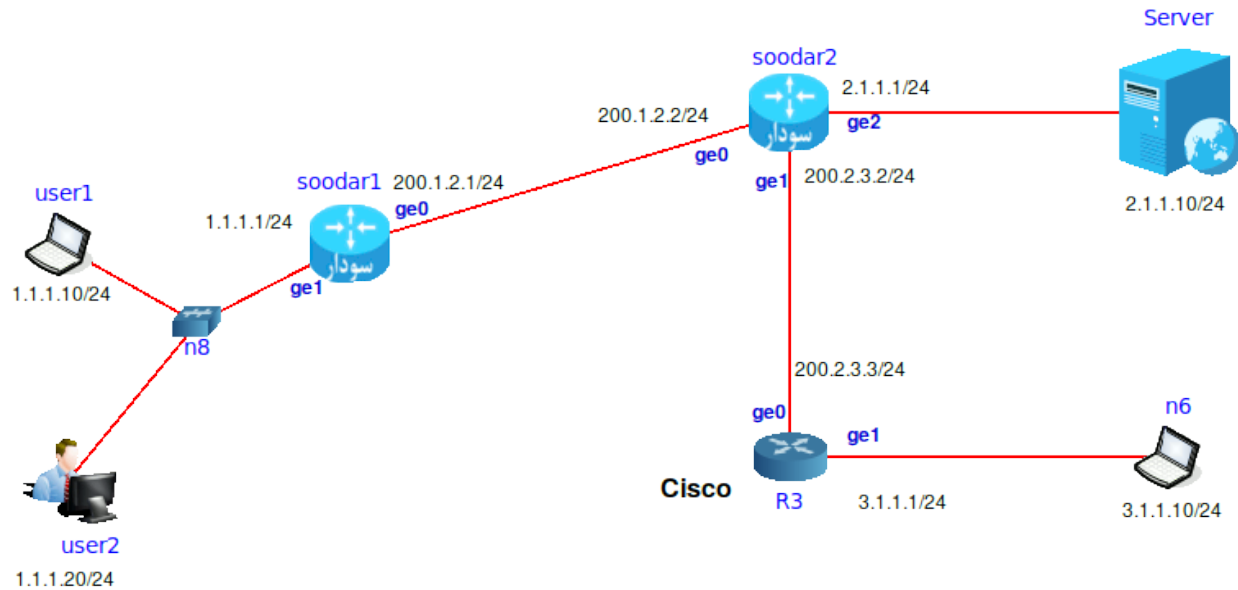 Server
soodar2
2.1.1.1/24
200.1.2.2/24
سودار
ge2
ge0
ge1
200.2.3.2/24
2.1.1.10/24
soodar1
200.1.2.1/24
user1
1.1.1.1/24
ge0
سودار
ge1
1.1.1.10/24
n8
200.2.3.3/24
ge0
n6
ge1
Cisco
R3
3.1.1.1/24
3.1.1.10/24
user2
1.1.1.20/24